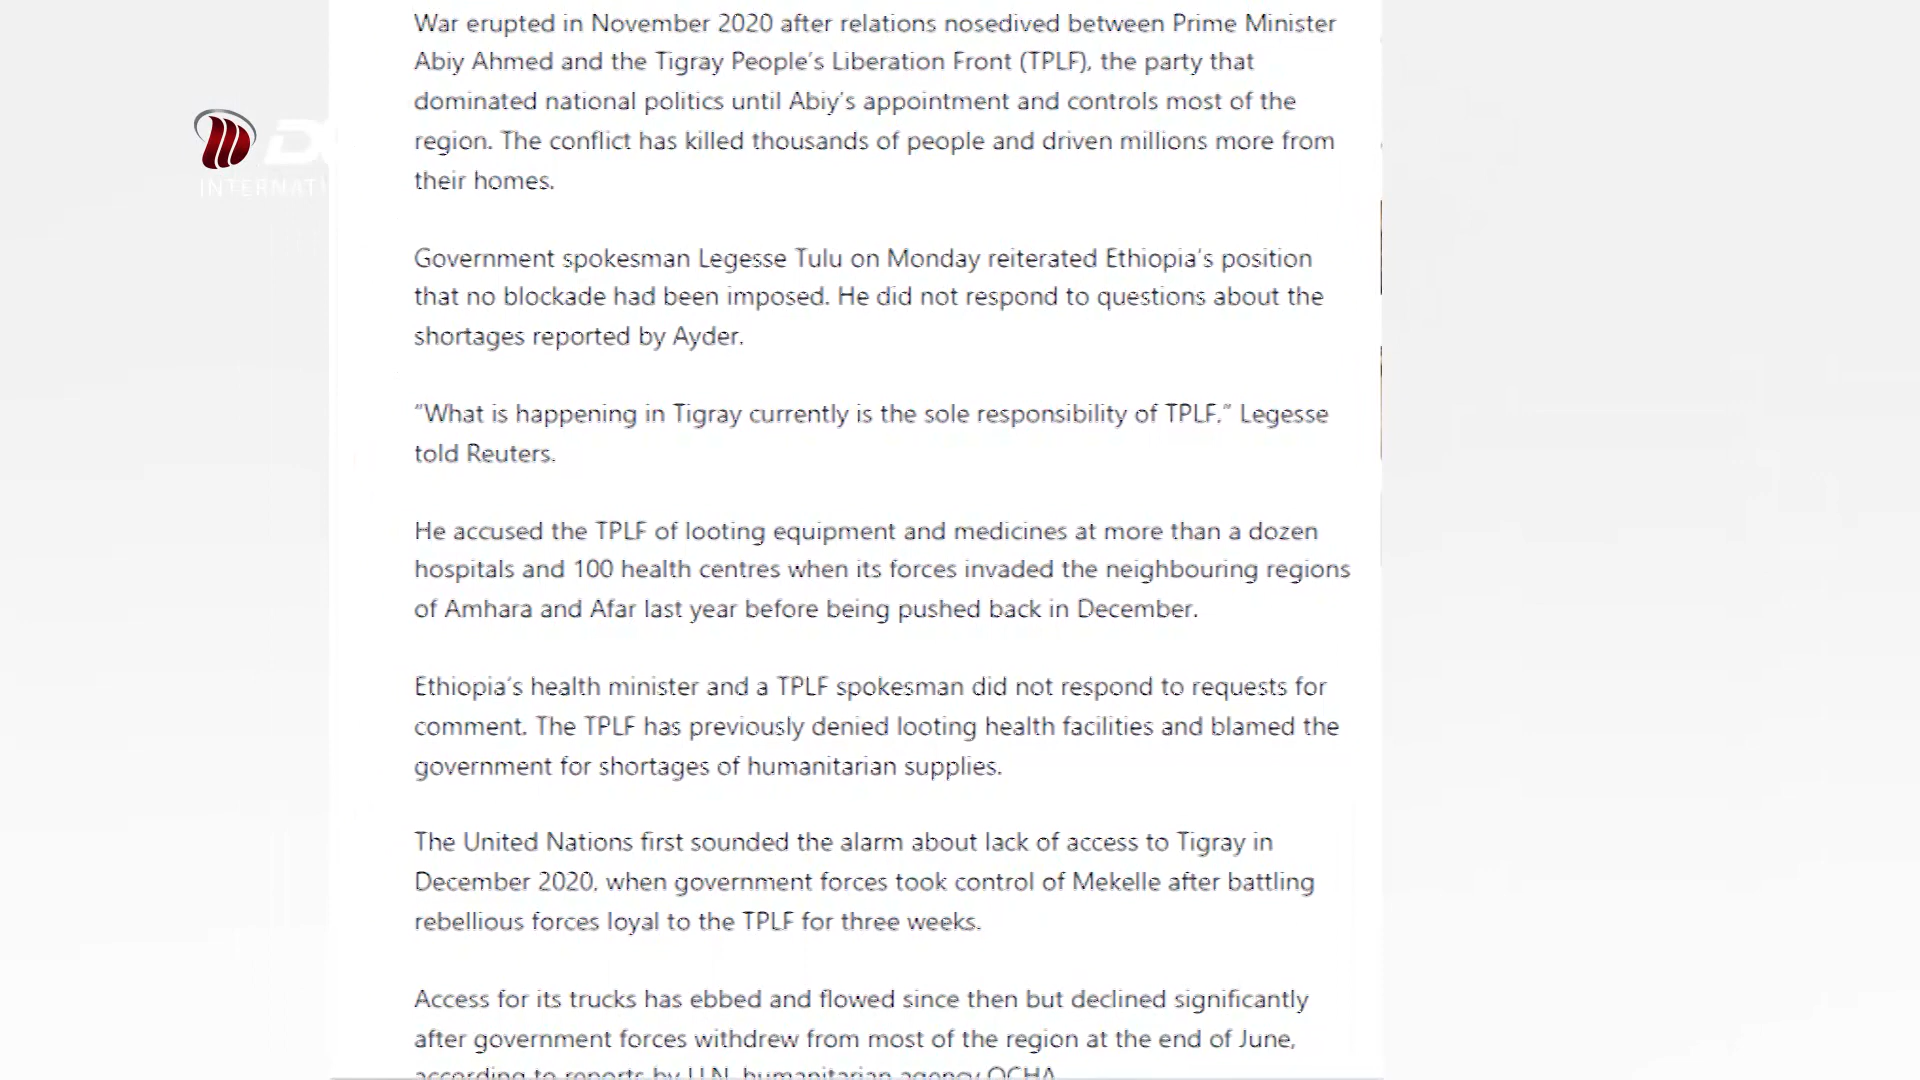 War erupted in November 2020 after relations nosedived between Prime Minister
Abiy Ahmed and the Tigray People's Liberation Front (TPLF), the party that
dominated national politics until Abiy's appointment and controls most of the
region. The conflict has killed thousands of people and driven millions more from
their homes.
Government spokesman Legesse Tulu on Monday reiterated Ethiopia's position
that no blockade had been imposed. He did not respond to questions about the
shortages reported by Ayder.
"What is happening in Tigray currently is the sole responsibility of TPLF," Legesse
told Reuters.
He accused the TPLF of looting equipment and medicines at more than a dozen
hospitals and 100 health centres when its forces invaded the neighbouring regions
of Amhara and Afar last year before being pushed back in December.
Ethiopia's health minister and a TPLF spokesman did not respond to requests for
comment. The TPLF has previously denied looting health facilities and blamed the
government for shortages of humanitarian supplies.
The United Nations first sounded the alarm about lack of access to Tigray in
December 2020, when government forces took control of Mekelle after battling
rebellious forces loyal to the TPLF for three weeks.
Access for its trucks has ebbed and flowed since then but declined significantly
after government forces withdrew from most of the region at the end of June,
according to reports by U.N. humanitarian agency OCHA